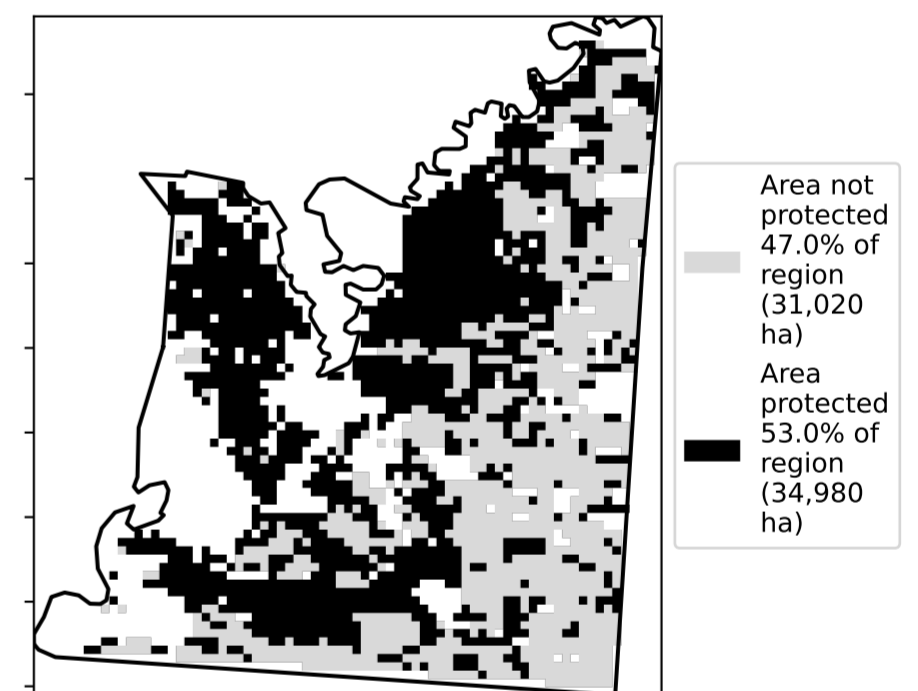 Area not
protected
47.0% of
region
(31,020
ha)
Area
protected
53.0% of
region
(34,980
ha)